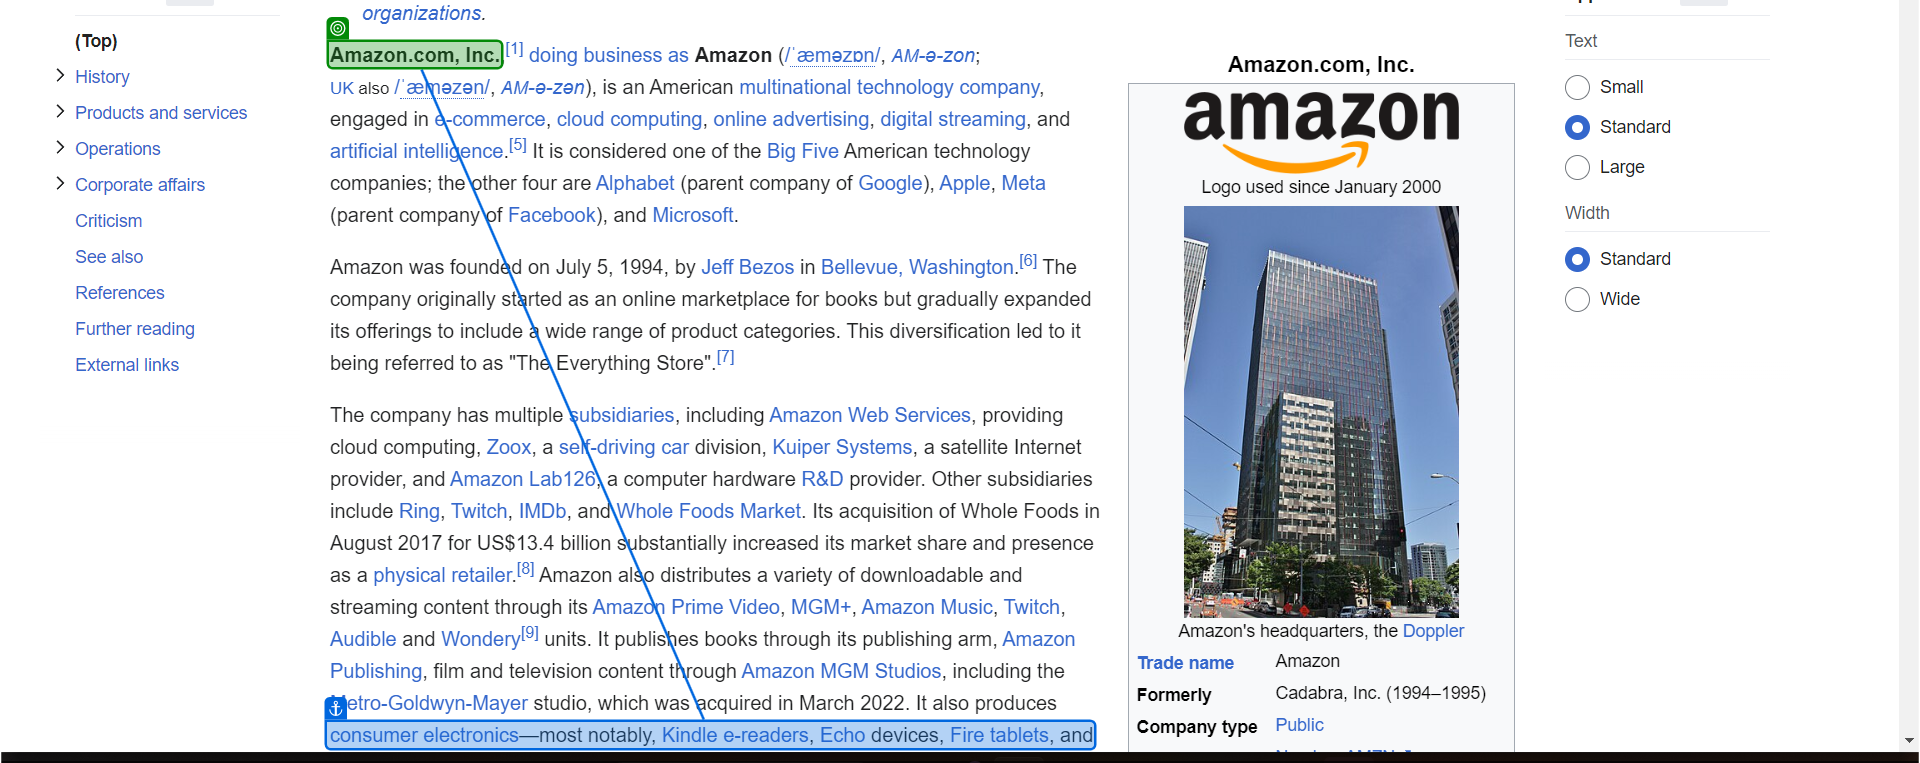 organizations.
(Top)
History
Products and services
Operations
Corporate affairs
Criticism
See also
References
Further reading
External links
Amazon.com, Inc.[1] doing business as Amazon (/ˈæməzɒn/, AM-ə-zon;
UK also /ˈæməzən/, AM-ə-zən), is an American multinational technology company,
engaged in e-commerce, cloud computing, online advertising, digital streaming, and
artificial intelligence.[5] It is considered one of the Big Five American technology
companies; the other four are Alphabet (parent company of Google), Apple, Meta
(parent company of Facebook), and Microsoft.
Amazon was founded on July 5, 1994, by Jeff Bezos in Bellevue, Washington.[6] The
company originally started as an online marketplace for books but gradually expanded
its offerings to include a wide range of product categories. This diversification led to it
being referred to as "The Everything Store".[7]
The company has multiple subsidiaries, including Amazon Web Services, providing
cloud computing, Zoox, a self-driving car division, Kuiper Systems, a satellite Internet
provider, and Amazon Lab126, a computer hardware R&D provider. Other subsidiaries
include Ring, Twitch, IMDb, and Whole Foods Market. Its acquisition of Whole Foods in
August 2017 for US$13.4 billion substantially increased its market share and presence
as a physical retailer.[8] Amazon also distributes a variety of downloadable and
streaming content through its Amazon Prime Video, MGM+, Amazon Music, Twitch,
Audible and Wondery[9] units. It publishes books through its publishing arm, Amazon
Publishing, film and television content through Amazon MGM Studios, including the
Metro-Goldwyn-Mayer studio, which was acquired in March 2022. It also produces
consumer electronics—most notably, Kindle e-readers, Echo devices, Fire tablets, and
Amazon.com, Inc.
amazon
Logo used since January 2000
Amazon's headquarters, the Doppler
Trade name Amazon
Formerly Cadabra, Inc. (1994–1995)
Company type Public
Text
Small
Standard
Large
Width
Standard
Wide